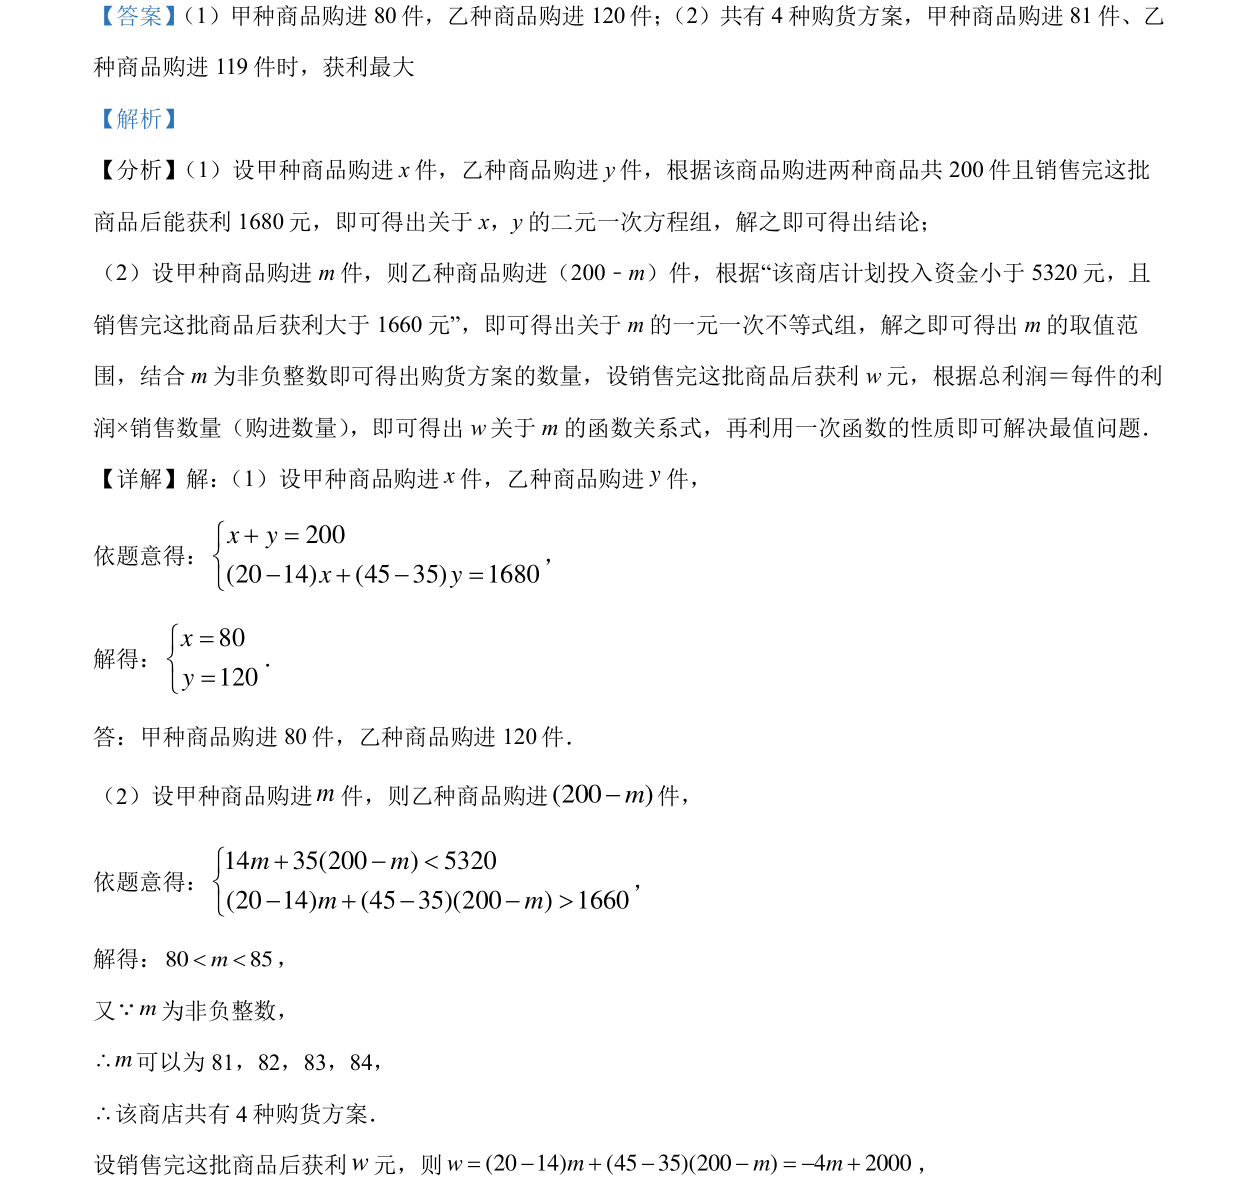 【答案】（1）甲种商品购进 80 件，乙种商品购进 120 件；（2）共有 4 种购货方案，甲种商品购进 81 件、乙
种商品购进 119 件时，获利最大
【解析】
【分析】（1）设甲种商品购进 x 件，乙种商品购进 y 件，根据该商品购进两种商品共 200 件且销售完这批
商品后能获利 1680 元，即可得出关于 x，y 的二元一次方程组，解之即可得出结论；
（2）设甲种商品购进 m 件，则乙种商品购进（200﹣m）件，根据“该商店计划投入资金小于 5320 元，且
销售完这批商品后获利大于 1660 元”，即可得出关于 m 的一元一次不等式组，解之即可得出 m 的取值范
围，结合 m 为非负整数即可得出购货方案的数量，设销售完这批商品后获利 w 元，根据总利润＝每件的利
润×销售数量（购进数量），即可得出 w 关于 m 的函数关系式，再利用一次函数的性质即可解决最值问题．
【详解】解：（1）设甲种商品购进 x 件，乙种商品购进 y 件，
依题意得：{x+y=200
(20−14)x+(45−35)y=1680，
解得：{x=80
y=120．
答：甲种商品购进 80 件，乙种商品购进 120 件．
（2）设甲种商品购进 m 件，则乙种商品购进 (200−m) 件，
依题意得：{14m+35(200−m)<5320
(20−14)m+(45−35)(200−m)>1660，
解得：80<m<85，
又∵m 为非负整数，
∴m 可以为 81，82，83，84，
∴该商店共有 4 种购货方案．
设销售完这批商品后获利 w 元，则 w=(20−14)m+(45−35)(200−m)=−4m+2000，